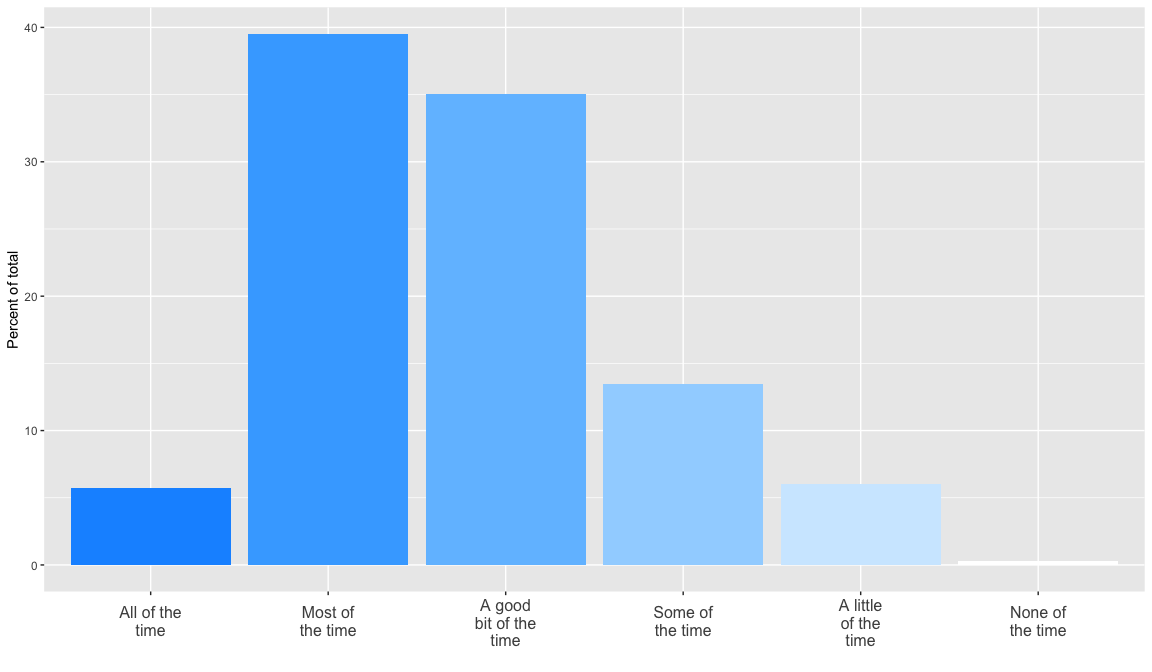 40
30
20
10
0
Percent of total
All of the
time
Most of
the time
A good
bit of the
time
Some of
the time
A little
of the
time
None of
the time